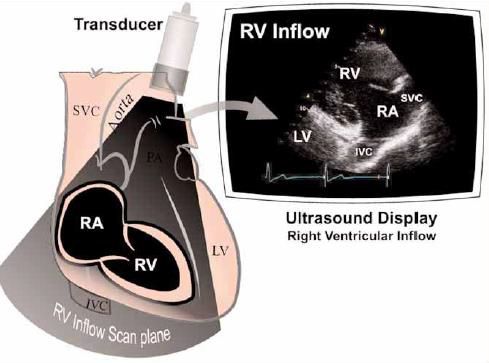 Transducer
SVC
Aorta
PA
RA
RV
LV
IVC
RV Inflow Scan plane
RV Inflow
RV
SVC
RA
LV
IVC
Ultrasound Display
Right Ventricular Inflow